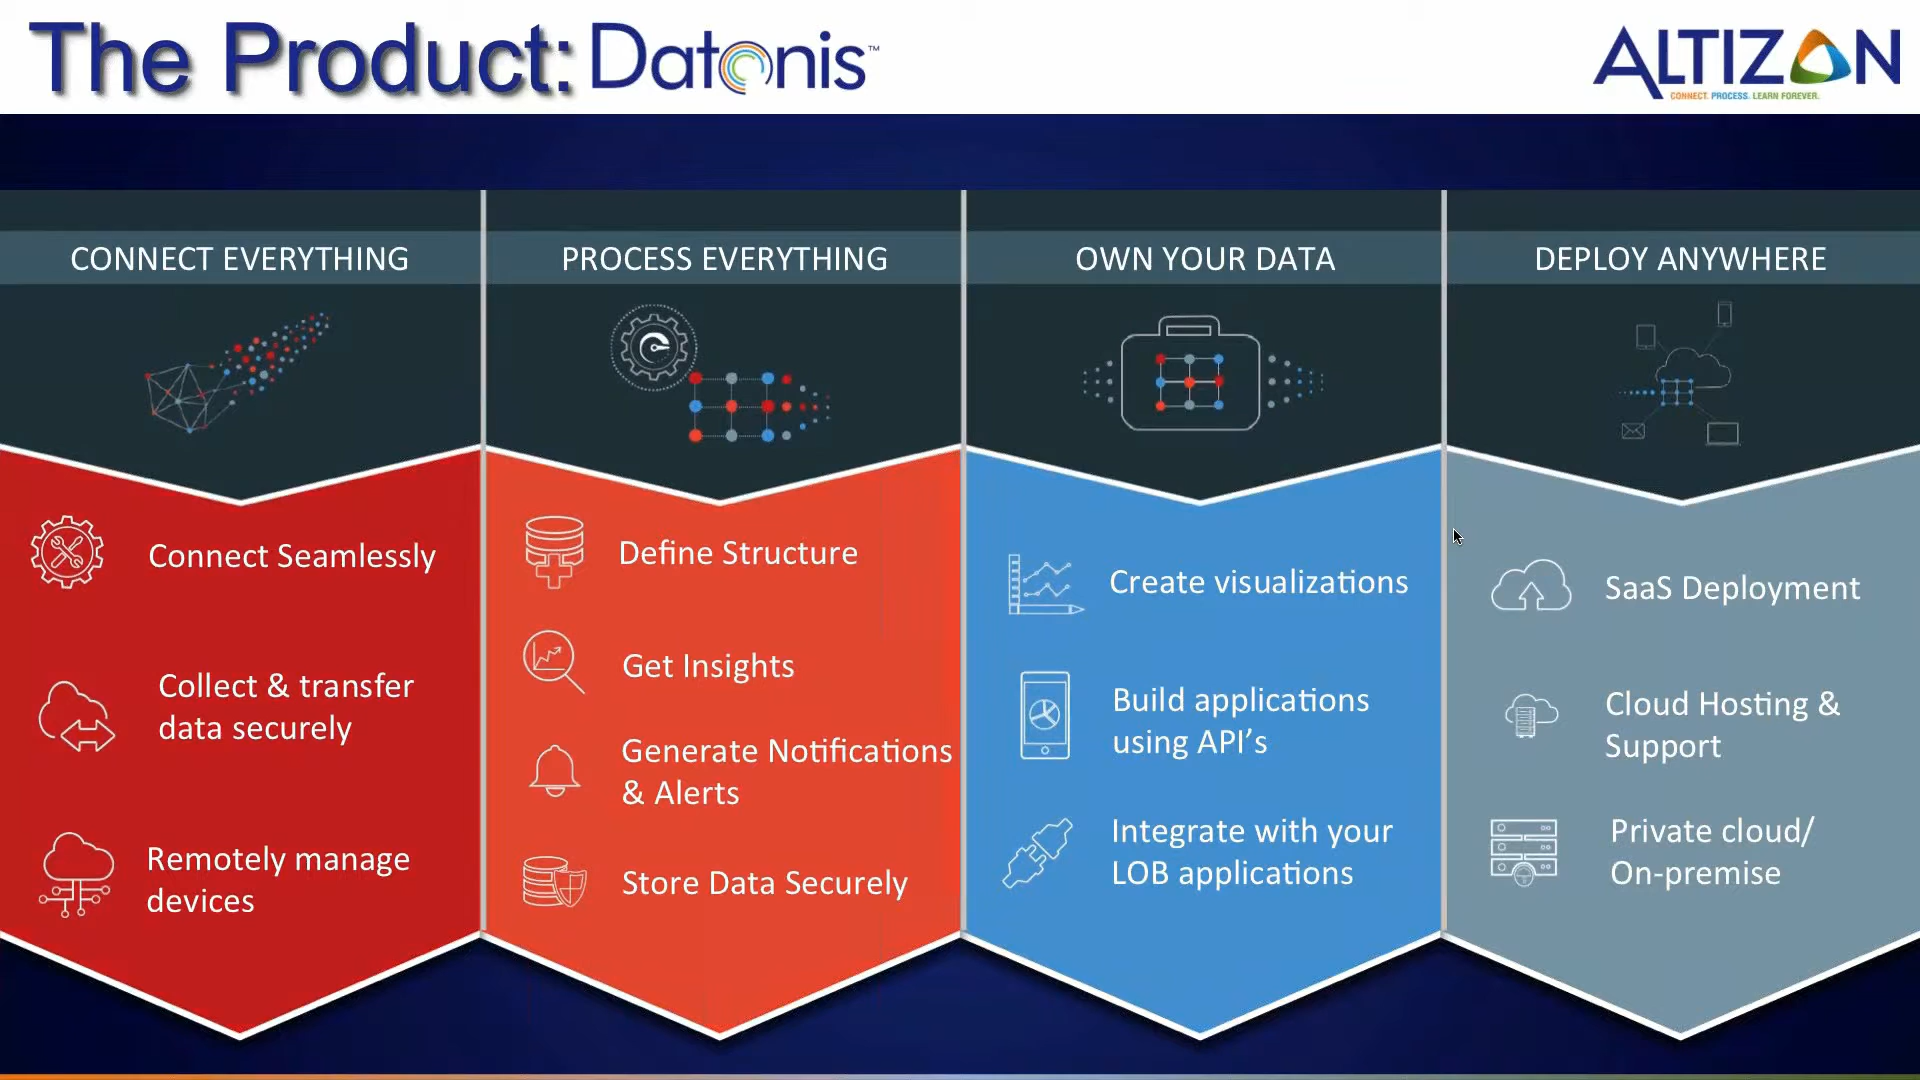 The Product: Datonis™
ALTIZON
CONNECT. PROCESS. LEARN FOREVER.
CONNECT EVERYTHING
Connect Seamlessly
Collect & transfer
data securely
Remotely manage
devices
PROCESS EVERYTHING
Define Structure
Get Insights
Generate Notifications
& Alerts
Store Data Securely
OWN YOUR DATA
Create visualizations
Build applications
using API’s
Integrate with your
LOB applications
DEPLOY ANYWHERE
SaaS Deployment
Cloud Hosting &
Support
Private cloud/
On-premise